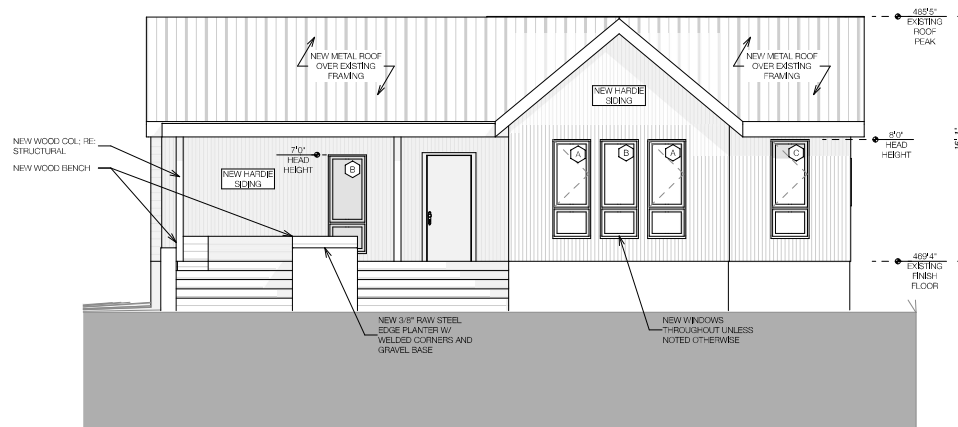 485'5"
EXISTING
ROOF
PEAK
NEW METAL ROOF
OVER EXISTING
FRAMING
NEW METAL ROOF
OVER EXISTING
FRAMING
NEW HARDIE
SIDING
NEW WOOD COL; RE:
STRUCTURAL
NEW WOOD BENCH
7'0"
HEAD
HEIGHT
NEW HARDIE
SIDING
B
A
B
A
C
8'0"
HEAD
HEIGHT
469'4"
EXISTING
FINISH
FLOOR
NEW 3/8" RAW STEEL
EDGE PLANTER W/
WELDED CORNERS AND
GRAVEL BASE
NEW WINDOWS
THROUGHOUT UNLESS
NOTED OTHERWISE